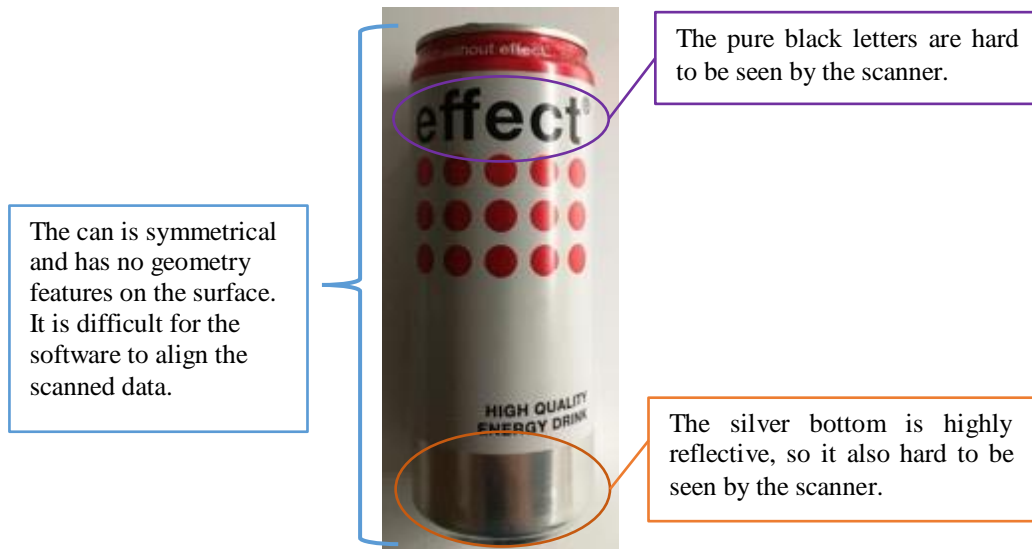 The pure black letters are hard
to be seen by the scanner.
without effect.
effect®
The can is symmetrical
and has no geometry
features on the surface.
It is difficult for the
software to align the
scanned data.
HIGH QUALITY
ENERGY DRINK
The silver bottom is highly
reflective, so it also hard to be
seen by the scanner.